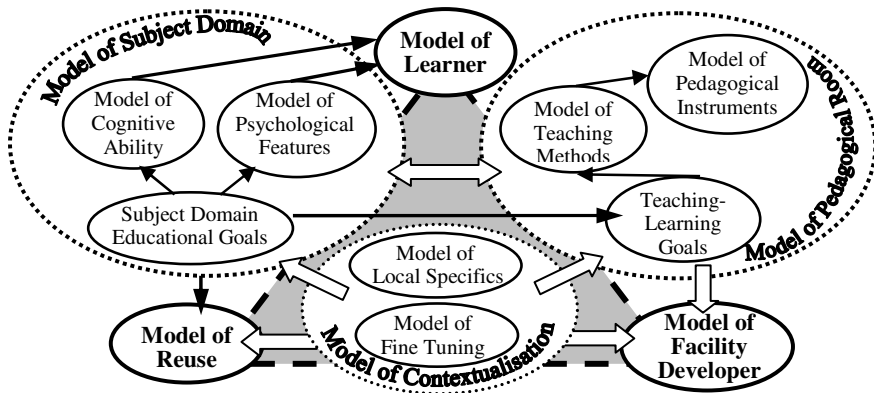 Model of Subject Domain
Model of
Learner
Model of
Cognitive
Ability
Model of
Psychological
Features
Subject Domain
Educational Goals
Model of
Pedagogical
Instruments
Model of
Teaching
Methods
Teaching-
Learning
Goals
Model of Pedagogical Room
Model of
Local Specifics
Model of
Fine Tuning
Model of Contextualisation
Model of
Reuse
Model of
Facility
Developer